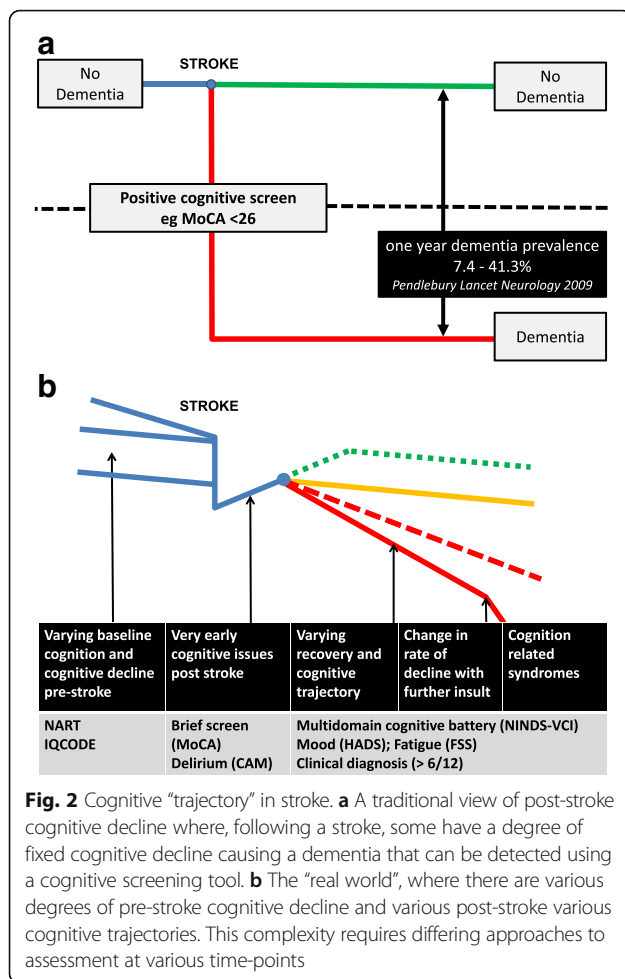 a
STROKE
No
Dementia
No
Dementia
Positive cognitive screen
eg MoCA <26
one year dementia prevalence
7.4 - 41.3%
Pendlebury Lancet Neurology 2009
Dementia
b
STROKE
Varying baseline
cognition and
cognitive decline
pre-stroke
Very early
cognitive issues
post stroke
Varying
recovery and
cognitive
trajectory
Change in
rate of
decline with
further insult
Cognition
related
syndromes
NART
IQCODE
Brief screen
(MoCA)
Delirium (CAM)
Multidomain cognitive battery (NINDS-VCI)
Mood (HADS); Fatigue (FSS)
Clinical diagnosis (> 6/12)
Fig. 2 Cognitive “trajectory” in stroke. a A traditional view of post-stroke
cognitive decline where, following a stroke, some have a degree of
fixed cognitive decline causing a dementia that can be detected using
a cognitive screening tool. b The “real world”, where there are various
degrees of pre-stroke cognitive decline and various post-stroke various
cognitive trajectories. This complexity requires differing approaches to
assessment at various time-points